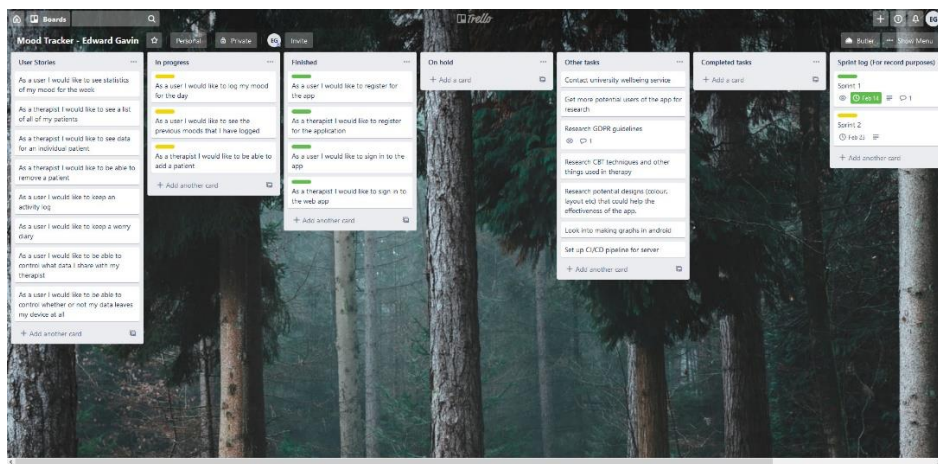 Boards
Trello
Mood Tracker - Edward Gavin
Personal
Private
EG
Invite
EG
Butler
Show Menu
User Stories
As a user I would like to see statistics
of my mood for the week
As a therapist I would like to see a list
of all of my patients
As a therapist I would like to see data
for an individual patient
As a therapist I would like to be able to
remove a patient
As a user I would like to keep an
activity log
As a user I would like to keep a worry
diary
As a user I would like to be able to
control what data I share with my
therapist
As a user I would like to be able to
control whether or not my data leaves
my device at all
+ Add another card
In progress
As a user I would like to log my mood
for the day
As a user I would like to see the
previous moods that I have logged
As a therapist I would like to be able to
add a patient
+ Add another card
Finished
As a user I would like to register for
the app
As a therapist I would like to register
for the application
As a user I would like to sign in to the
app
As a therapist I would like to sign in to
the web app
+ Add another card
On hold
+ Add a card
Other tasks
Contact university wellbeing service
Get more potential users of the app for
research
Research GDPR guidelines
1
Research CBT techniques and other
things used in therapy
Research potential designs (colour,
layout etc) that could help the
effectiveness of the app.
Look into making graphs in android
Set up CI/CD pipeline for server
+ Add another card
Completed tasks
+ Add a card
Sprint log (For record purposes)
Sprint 1
Feb 14
1
Sprint 2
+ Add another card